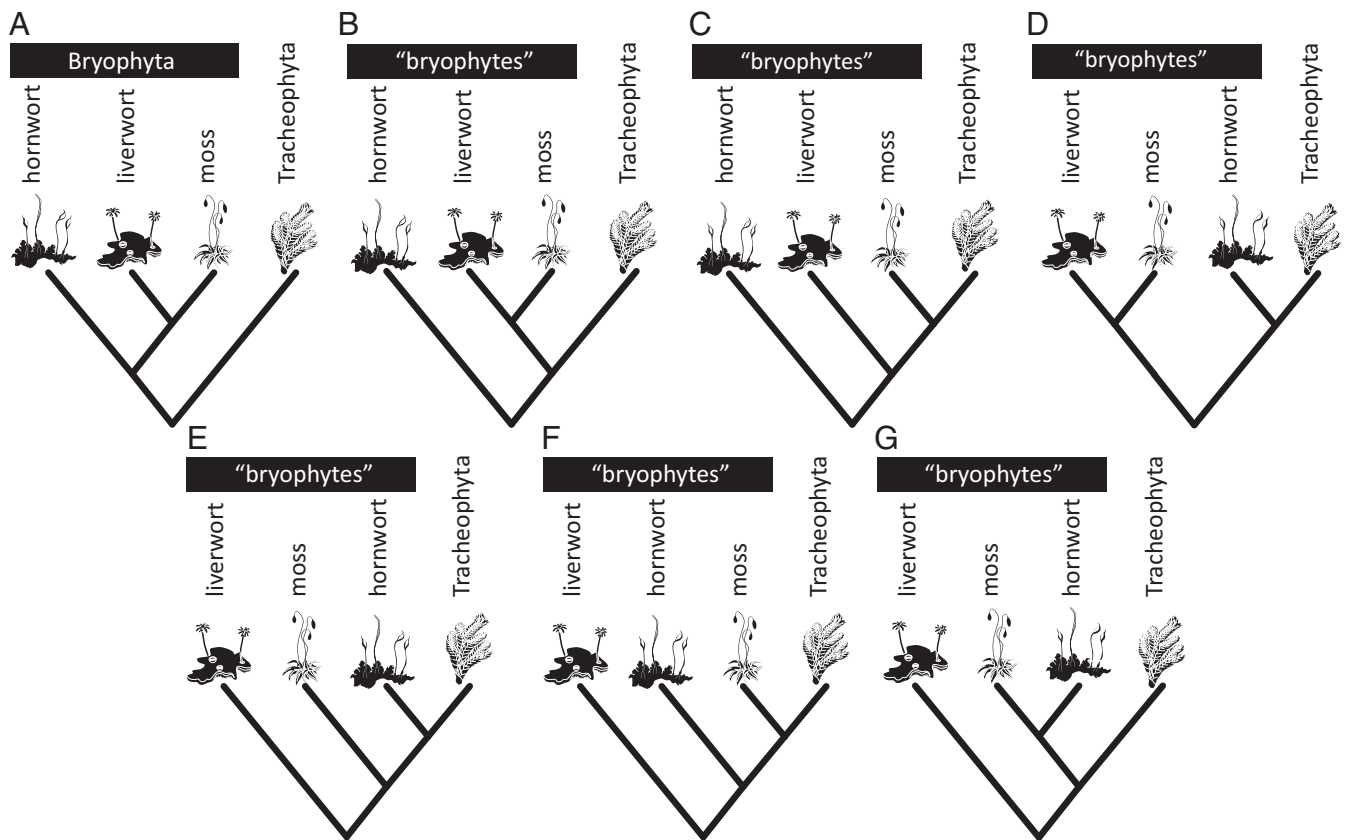 A
Bryophyta
hornwort
liverwort
moss
Tracheophyta
B
“bryophytes”
hornwort
liverwort
moss
Tracheophyta
C
“bryophytes”
hornwort
liverwort
moss
Tracheophyta
D
“bryophytes”
liverwort
moss
hornwort
Tracheophyta
E
“bryophytes”
liverwort
moss
hornwort
Tracheophyta
F
“bryophytes”
liverwort
hornwort
moss
Tracheophyta
G
“bryophytes”
liverwort
moss
hornwort
Tracheophyta